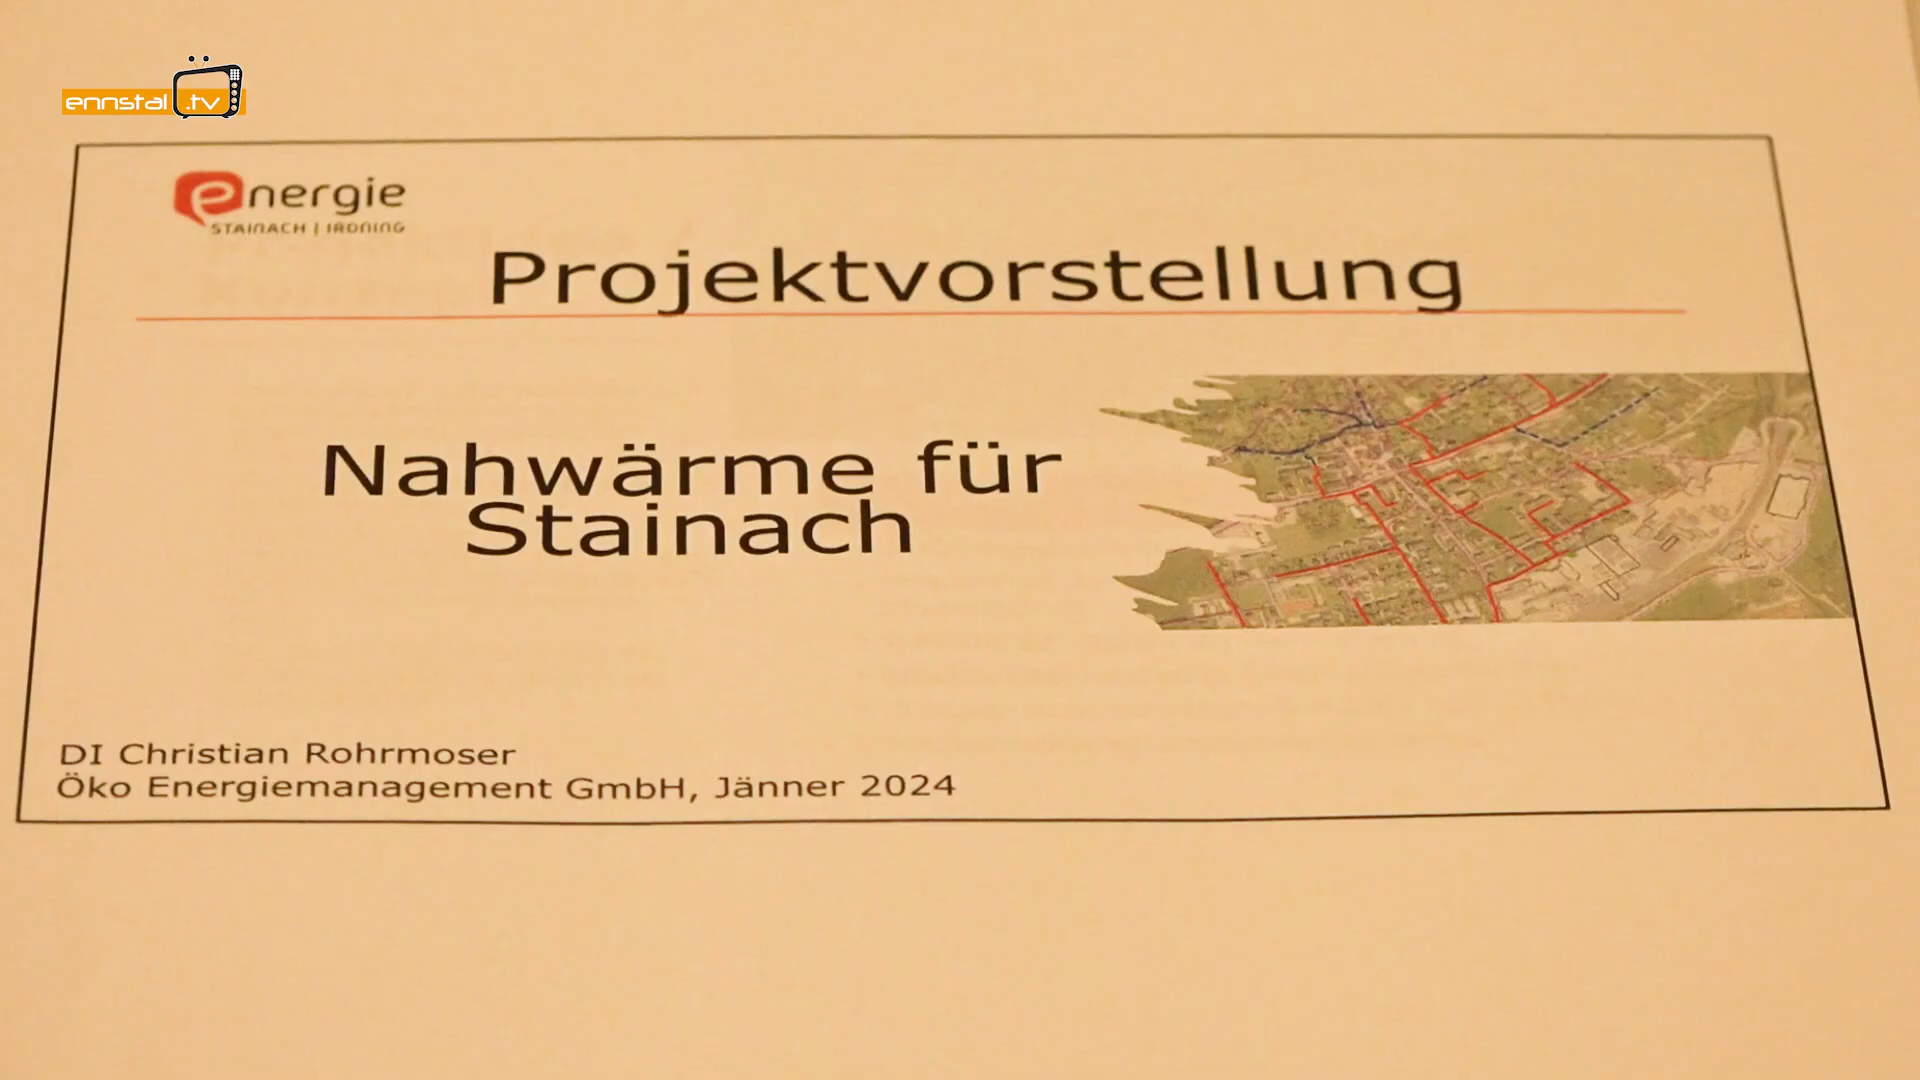 ennstal .tv
energie
STAINACH | IRDNING
Projektvorstellung
Nahwärme für
Stainach
DI Christian Rohrmoser
Öko Energiemanagement GmbH, Jänner 2024